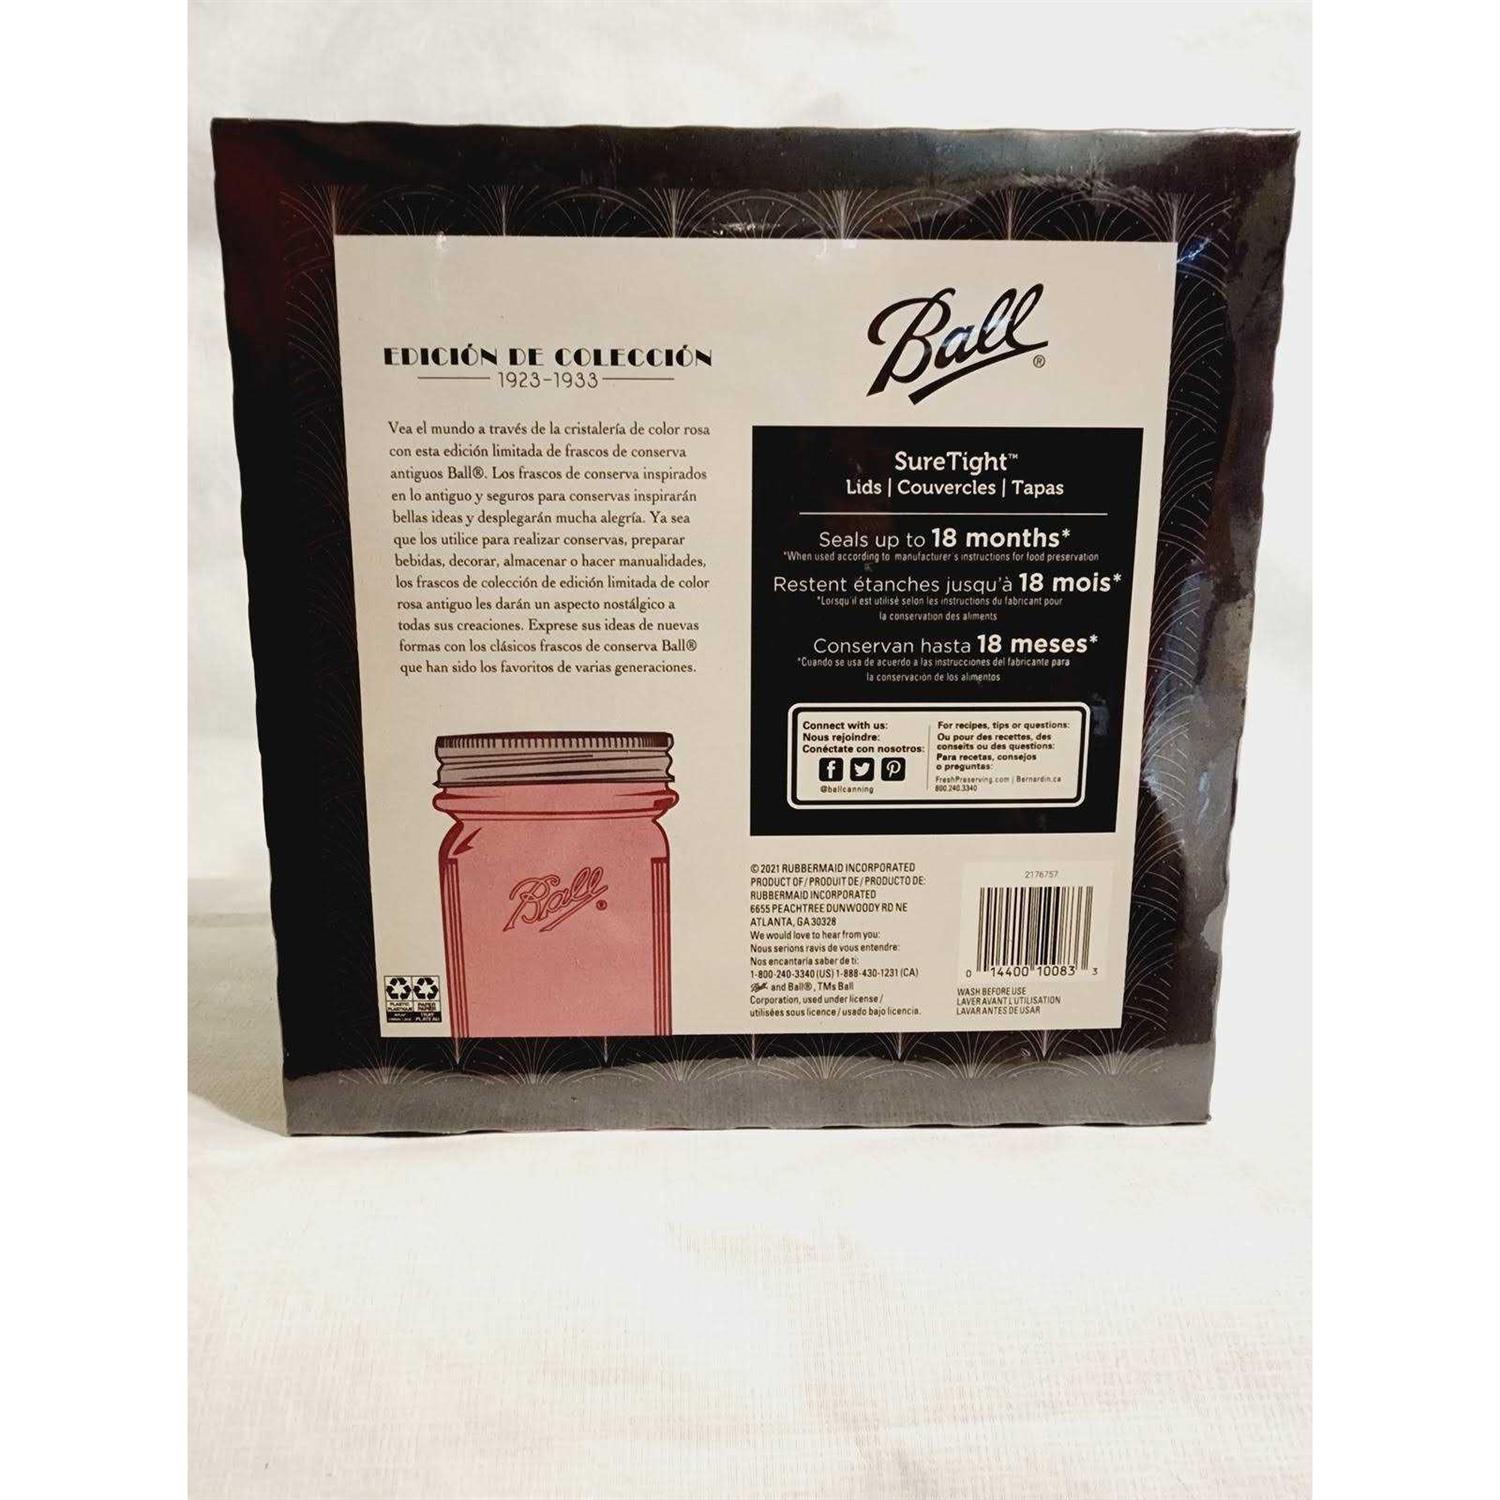 EDICIÓN DE COLECCIÓN
1923-1933
Vea el mundo a través de la cristalería de color rosa
con esta edición limitada de frascos de conserva
antiguos Ball®. Los frascos de conserva inspirados
en lo antiguo y seguros para conservas inspirarán
bellas ideas y desplegarán mucha alegría. Ya sea
que los utilice para realizar conservas, preparar
bebidas, decorar, almacenar o hacer manualidades,
los frascos de colección de edición limitada de color
rosa antiguo les darán un aspecto nostálgico a
todas sus creaciones. Exprese sus ideas de nuevas
formas con los clásicos frascos de conserva Ball®
que han sido los favoritos de varias generaciones.
Ball®
PLASTIC
PLASTIQUE
PAPER
PAPIER
TRAY
PLATEAU
Ball®
SureTight™
Lids | Couvercles | Tapas
Seals up to 18 months*
*When used according to manufacturer's instructions for food preservation
Restent étanches jusqu'à 18 mois*
*Lorsqu'il est utilisé selon les instructions du fabricant pour
la conservation des aliments
Conservan hasta 18 meses*
*Cuando se usa de acuerdo a las instrucciones del fabricante para
la conservación de los alimentos
Connect with us:
Nous rejoindre:
Conéctate con nosotros:
@ballcanning
For recipes, tips or questions:
Ou pour des recettes, des
conseils ou des questions:
Para recetas, consejos
o preguntas:
FreshPreserving.com | Bernardin.ca
800.240.3340
© 2021 RUBBERMAID INCORPORATED
PRODUCT OF / PRODUIT DE / PRODUCTO DE:
RUBBERMAID INCORPORATED
6655 PEACHTREE DUNWOODY RD NE
ATLANTA, GA 30328
We would love to hear from you:
Nous serions ravis de vous entendre:
Nos encantaría saber de ti:
1-800-240-3340 (US) 1-888-430-1231 (CA)
Ball and Ball®, TMs Ball
Corporation, used under license /
utilisées sous licence / usado bajo licencia.
2176757
0 14400 10083 3
WASH BEFORE USE
LAVER AVANT L'UTILISATION
LAVAR ANTES DE USAR